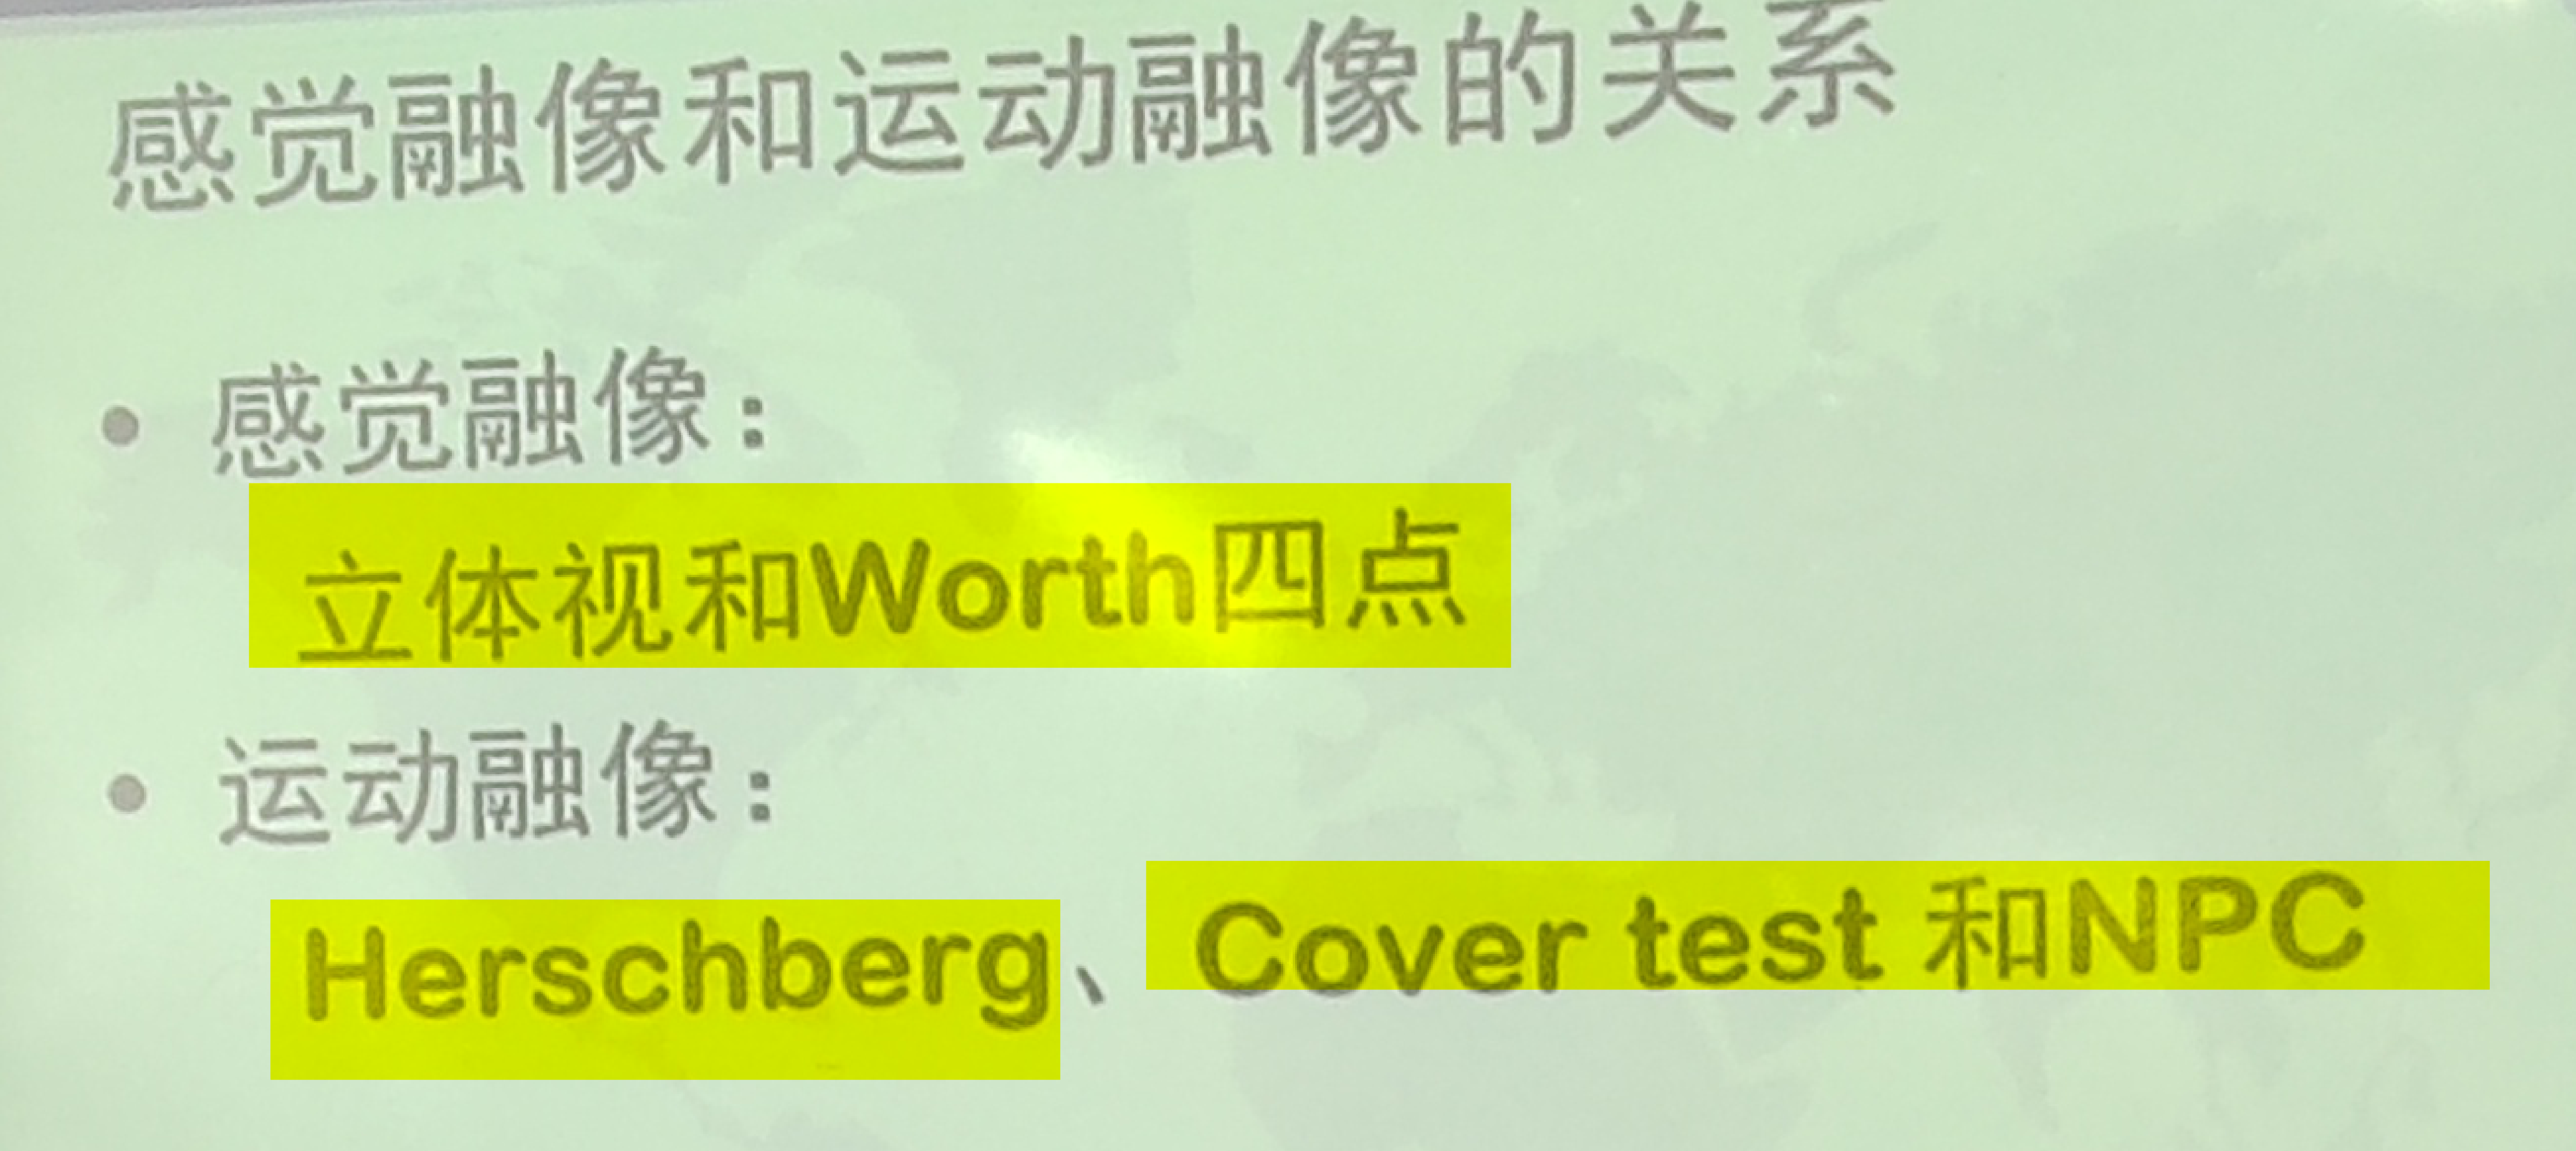 感觉融像和运动融像的关系
• 感觉融像：
立体视和Worth四点
• 运动融像：
Herschberg、Cover test 和NPC